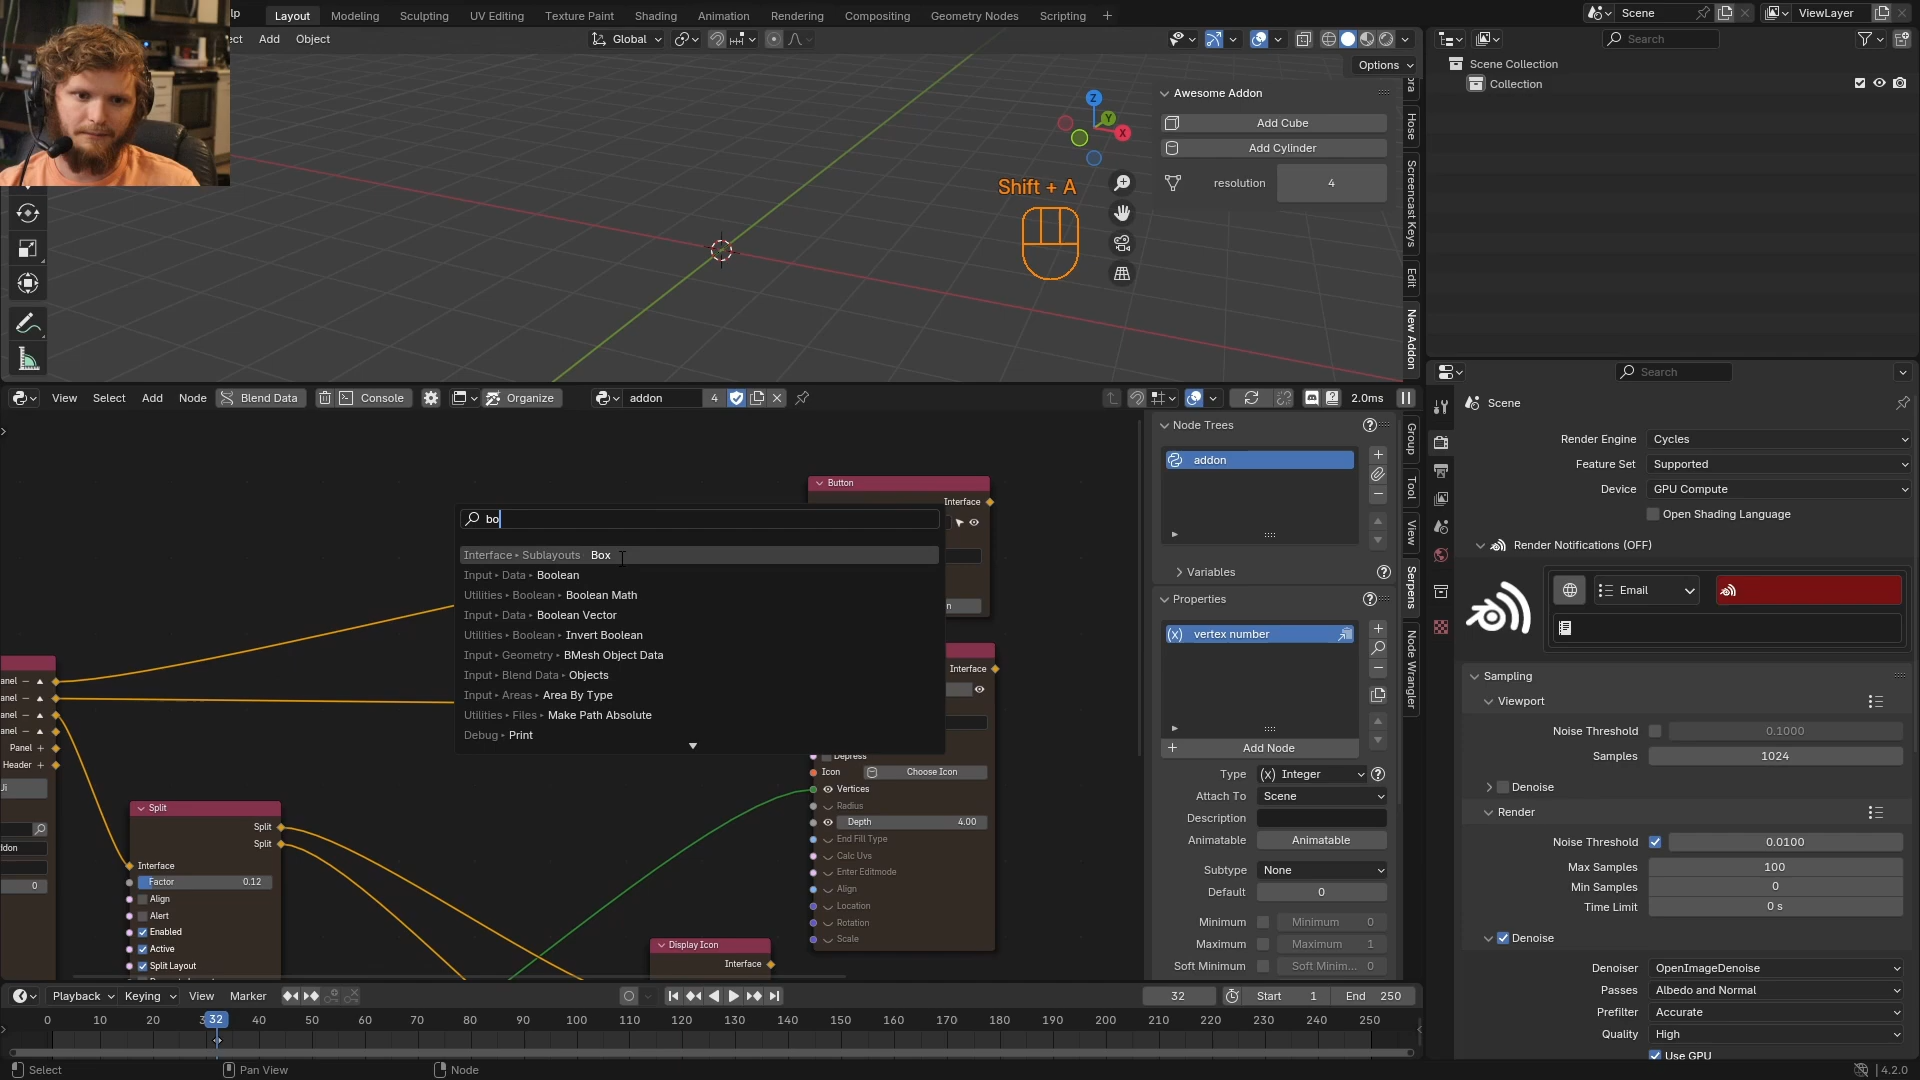 lp
Layout
Modeling
Sculpting
UV Editing
Texture Paint
Shading
Animation
Rendering
Compositing
Geometry Nodes
Scripting
Scene
ViewLayer
ect
Add
Object
Global
Search
Options
Scene Collection
Collection
Awesome Addon
Add Cube
Add Cylinder
resolution
4
Z
Y
X
Shift + A
Hose
Screencast Keys
Edit
New Addon
View
Select
Add
Node
Blend Data
Console
Organize
addon
4
2.0ms
Search
Scene
Render Engine
Cycles
Feature Set
Supported
Device
GPU Compute
Open Shading Language
Render Notifications (OFF)
Email
Sampling
Viewport
Noise Threshold
0.1000
Samples
1024
Denoise
Render
Noise Threshold
0.0100
Max Samples
100
Min Samples
0
Time Limit
0 s
Denoise
Denoiser
OpenImageDenoise
Passes
Albedo and Normal
Prefilter
Accurate
Quality
High
Use GPU
Node Trees
addon
Variables
Properties
vertex number
Add Node
Type
Integer
Attach To
Scene
Description
Animatable
Animatable
Subtype
None
Default
0
Minimum
Minimum
0
Maximum
Maximum
1
Soft Minimum
Soft Minim...
0
Group
Tool
View
Serpens
Node Wrangler
Button
Interface
bo
Interface ▸ Sublayouts Box
Input ▸ Data ▸ Boolean
Utilities ▸ Boolean ▸ Boolean Math
Input ▸ Data ▸ Boolean Vector
Utilities ▸ Boolean ▸ Invert Boolean
Input ▸ Geometry ▸ BMesh Object Data
Input ▸ Blend Data ▸ Objects
Input ▸ Areas ▸ Area By Type
Utilities ▸ Files ▸ Make Path Absolute
Debug ▸ Print
Interface
Depress
Icon
Choose Icon
Vertices
Radius
Depth
4.00
End Fill Type
Calc Uvs
Enter Editmode
Align
Location
Rotation
Scale
anel
anel
anel
anel
Panel
Header
ddon
0
Split
Split
Split
Interface
Factor
0.12
Align
Alert
Enabled
Active
Split Layout
Display Icon
Interface
Playback
Keying
View
Marker
32
Start
1
End
250
0
10
20
32
40
50
60
70
80
90
100
110
120
130
140
150
160
170
180
190
200
210
220
230
240
250
Select
Pan View
Node
4.2.0